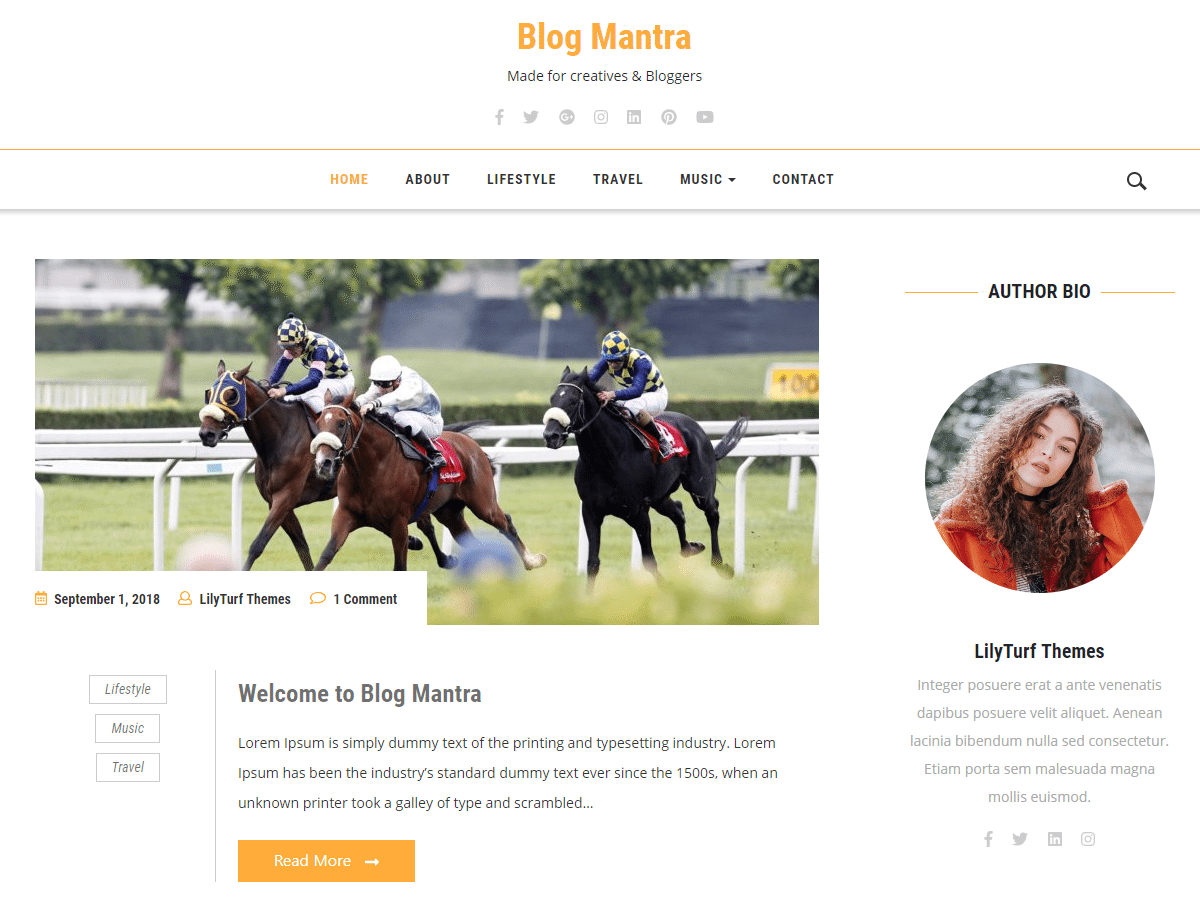 Blog Mantra
Made for creatives & Bloggers
HOME ABOUT LIFESTYLE TRAVEL MUSIC CONTACT
100
September 1, 2018 LilyTurf Themes 1 Comment
Lifestyle
Music
Travel
Welcome to Blog Mantra
Lorem Ipsum is simply dummy text of the printing and typesetting industry. Lorem
Ipsum has been the industry’s standard dummy text ever since the 1500s, when an
unknown printer took a galley of type and scrambled...
Read More
AUTHOR BIO
LilyTurf Themes
Integer posuere erat a ante venenatis
dapibus posuere velit aliquet. Aenean
lacinia bibendum nulla sed consectetur.
Etiam porta sem malesuada magna
mollis euismod.